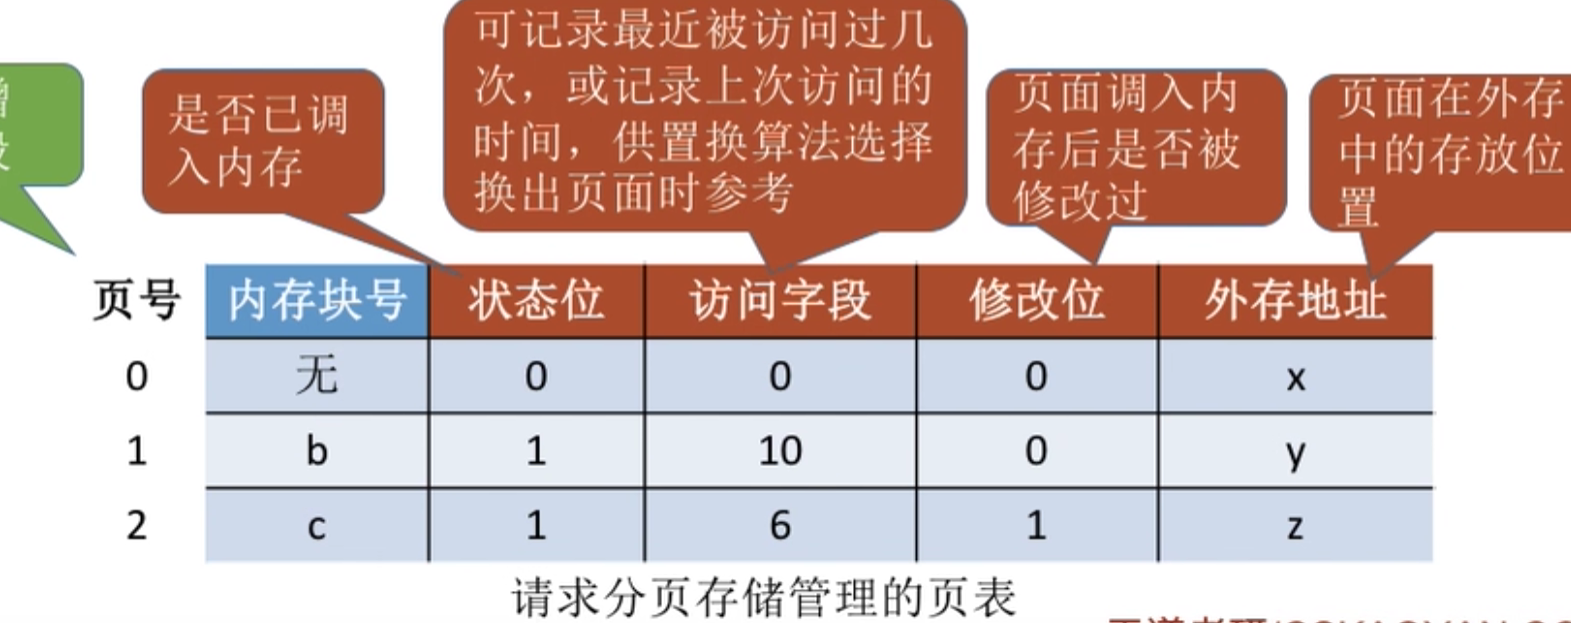 是否已调
入内存
可记录最近被访问过几
次，或记录上次访问的
时间，供置换算法选择
换出页面时参考
页面调入内
存后是否被
修改过
页面在外存
中的存放位
置
页号 内存块号 状态位 访问字段 修改位 外存地址
0 无 0 0 0 x
1 b 1 10 0 y
2 c 1 6 1 z
请求分页存储管理的页表